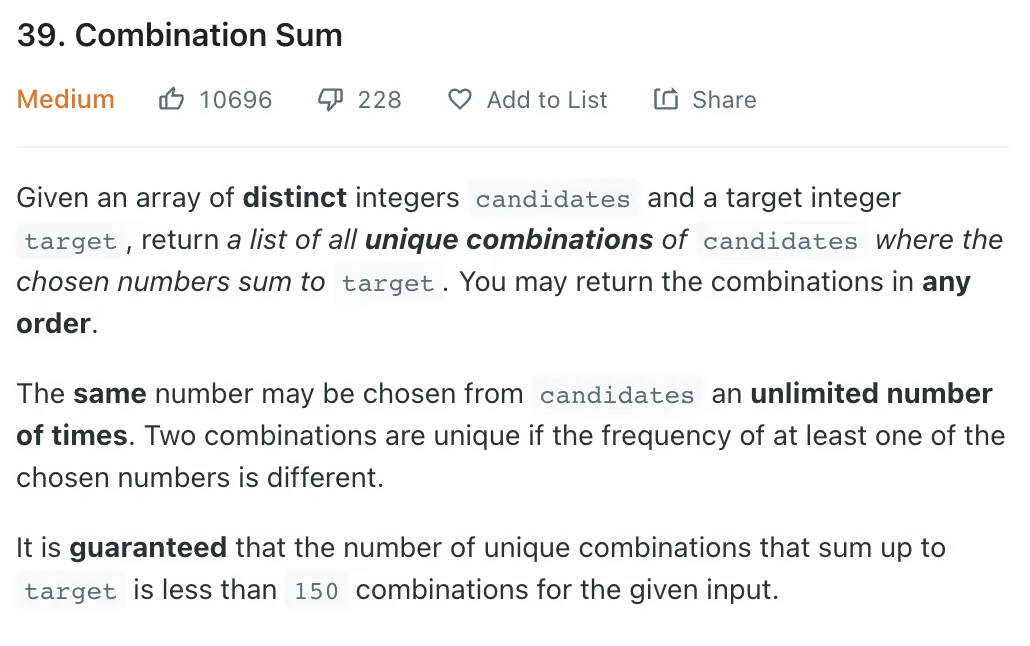 39. Combination Sum
Medium 10696 228 Add to List Share
Given an array of distinct integers candidates and a target integer
target, return a list of all unique combinations of candidates where the
chosen numbers sum to target. You may return the combinations in any
order.
The same number may be chosen from candidates an unlimited number
of times. Two combinations are unique if the frequency of at least one of the
chosen numbers is different.
It is guaranteed that the number of unique combinations that sum up to
target is less than 150 combinations for the given input.